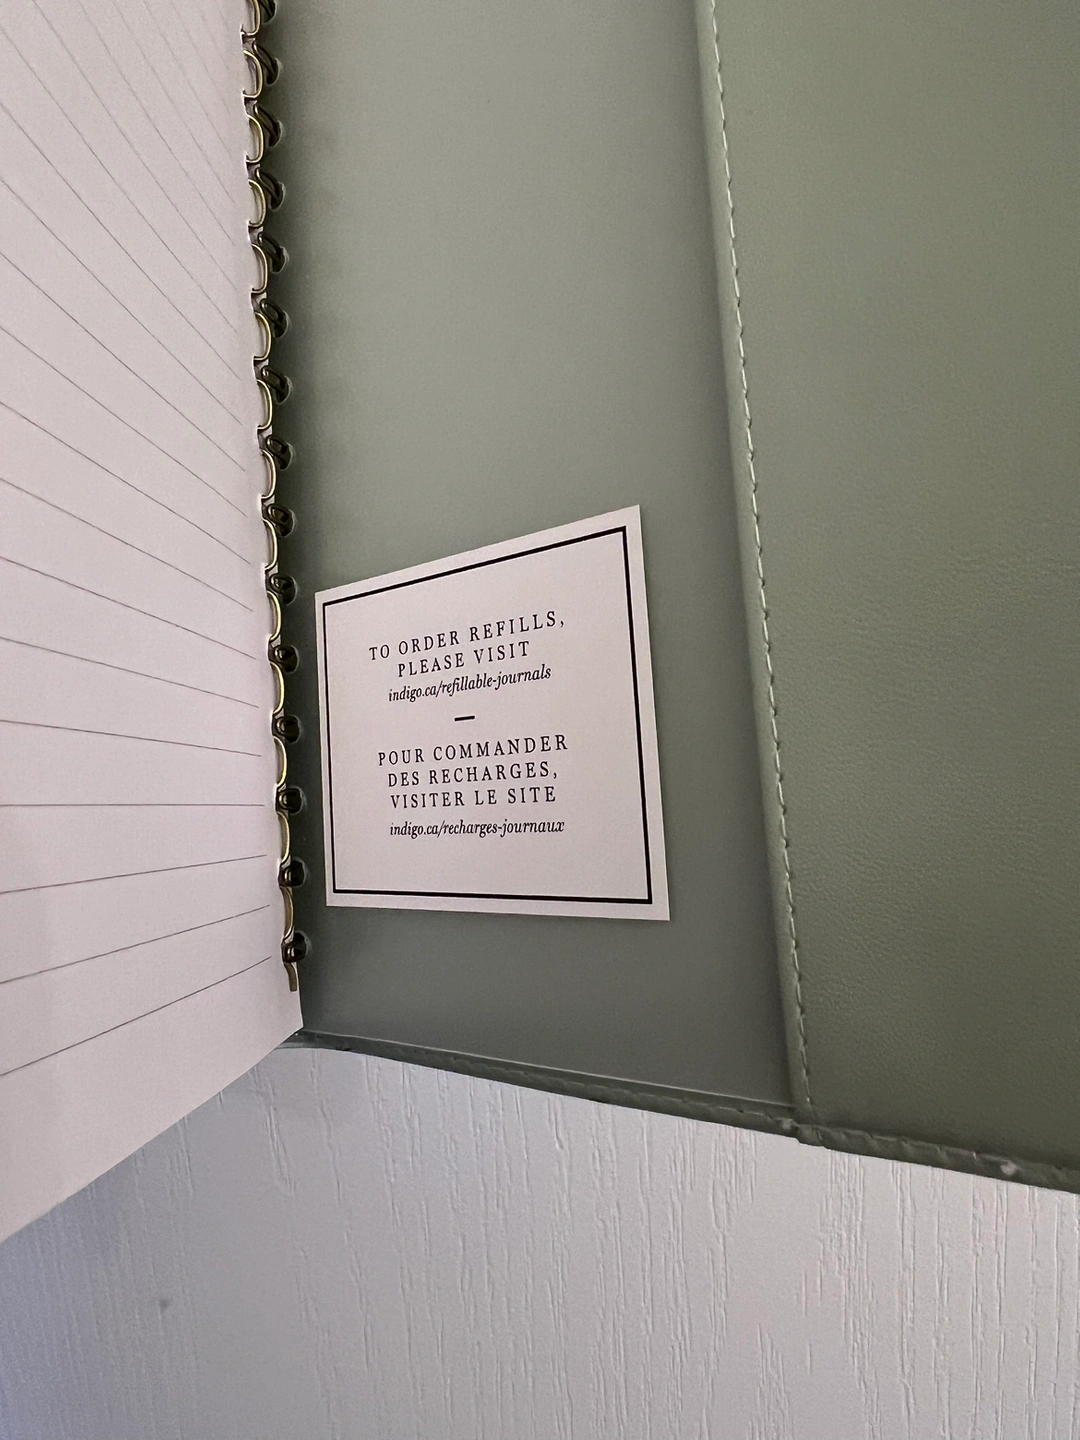 TO ORDER REFILLS,
PLEASE VISIT
indigo.ca/refillable-journals
—
POUR COMMANDER
DES RECHARGES,
VISITER LE SITE
indigo.ca/recharges-journaux